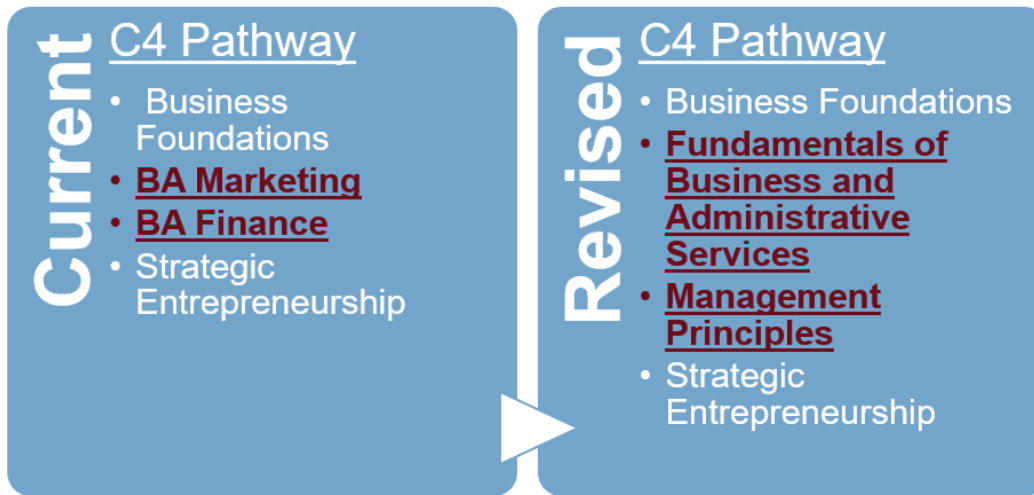 Current
C4 Pathway
• Business
Foundations
• BA Marketing
• BA Finance
• Strategic
Entrepreneurship
Revised
C4 Pathway
• Business Foundations
• Fundamentals of
Business and
Administrative
Services
• Management
Principles
• Strategic
Entrepreneurship